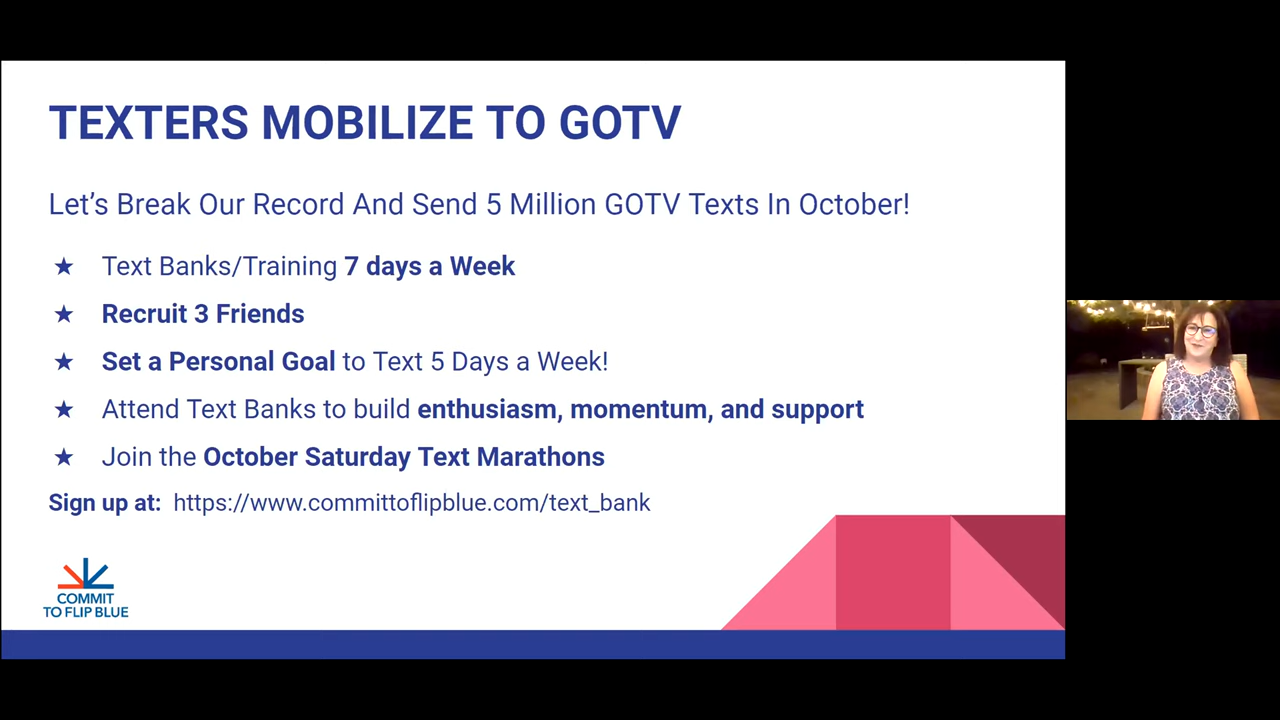 TEXTERS MOBILIZE TO GOTV
Let’s Break Our Record And Send 5 Million GOTV Texts In October!
★ Text Banks/Training 7 days a Week
★ Recruit 3 Friends
★ Set a Personal Goal to Text 5 Days a Week!
★ Attend Text Banks to build enthusiasm, momentum, and support
★ Join the October Saturday Text Marathons
Sign up at: https://www.committoflipblue.com/text_bank
COMMIT
TO FLIP BLUE